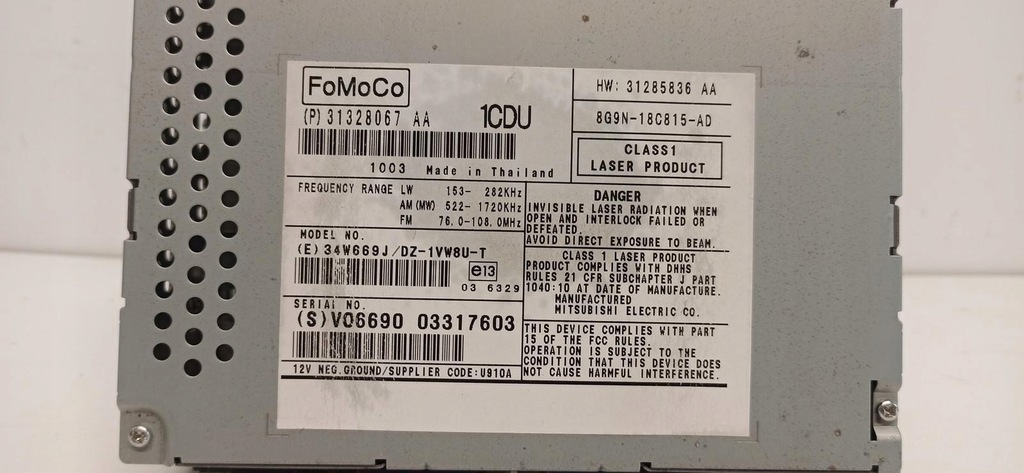 FoMoCo
(P) 31328067 AA 1CDU
1003 Made in Thailand
HW: 31285836 AA
8G9N-18C815-AD
CLASS1
LASER PRODUCT
FREQUENCY RANGE LW 153- 282KHz
AM (MW) 522- 1720KHz
FM 76.0-108.0MHz
MODEL NO.
(E) 34W669J/DZ-1VW8U-T
e13
03 6329
SERIAL NO.
(S)V06690 03317603
12V NEG.GROUND/SUPPLIER CODE:U910A
DANGER
INVISIBLE LASER RADIATION WHEN
OPEN AND INTERLOCK FAILED OR
DEFEATED.
AVOID DIRECT EXPOSURE TO BEAM.
CLASS 1 LASER PRODUCT
PRODUCT COMPLIES WITH DHHS
RULES 21 CFR SUBCHAPTER J PART
1040:10 AT DATE OF MANUFACTURE.
MANUFACTURED
MITSUBISHI ELECTRIC CO.
THIS DEVICE COMPLIES WITH PART
15 OF THE FCC RULES.
OPERATION IS SUBJECT TO THE
CONDITION THAT THIS DEVICE DOES
NOT CAUSE HARMFUL INTERFERENCE.